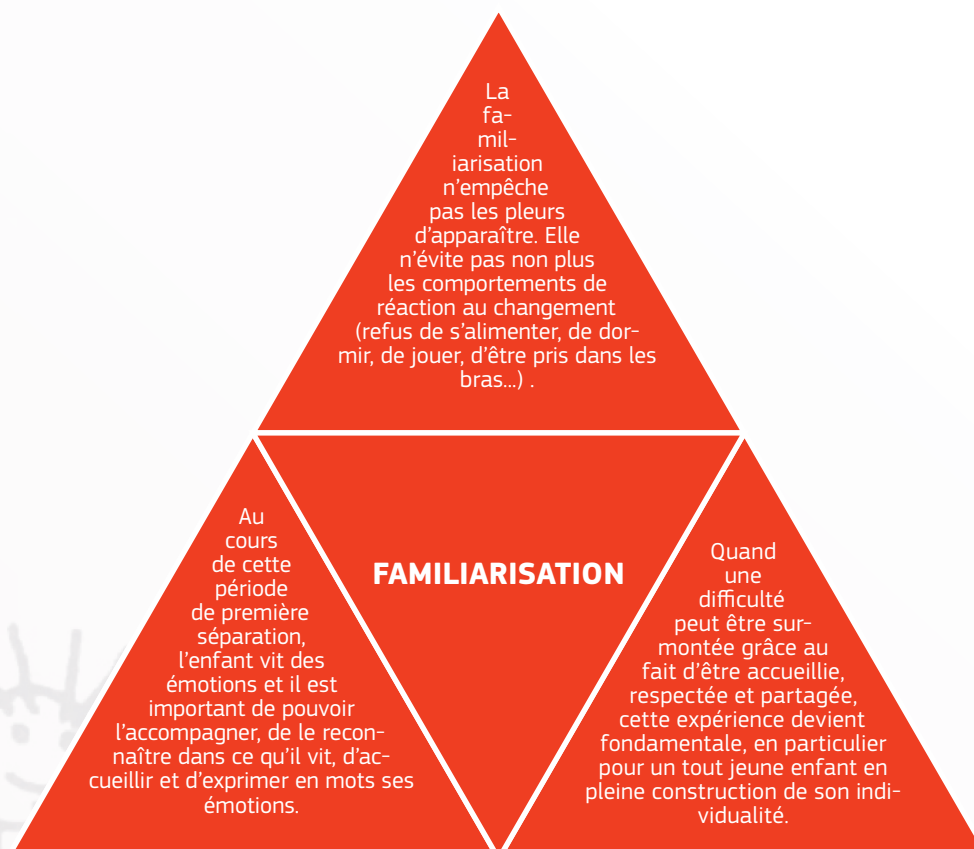 La
fa-
mil-
iarisation
n'empêche
pas les pleurs
d'apparaître. Elle
n'évite pas non plus
les comportements de
réaction au changement
(refus de s'alimenter, de dor-
mir, de jouer, d'être pris dans les
bras...) .
FAMILIARISATION
Au
cours
de cette
période
de première
séparation,
l'enfant vit des
émotions et il est
important de pouvoir
l'accompagner, de le recon-
naître dans ce qu'il vit, d'ac-
cueillir et d'exprimer en mots ses
émotions.
Quand
une
difficulté
peut être sur-
montée grâce au
fait d'être accueillie,
respectée et partagée,
cette expérience devient
fondamentale, en particulier
pour un tout jeune enfant en
pleine construction de son indi-
vidualité.